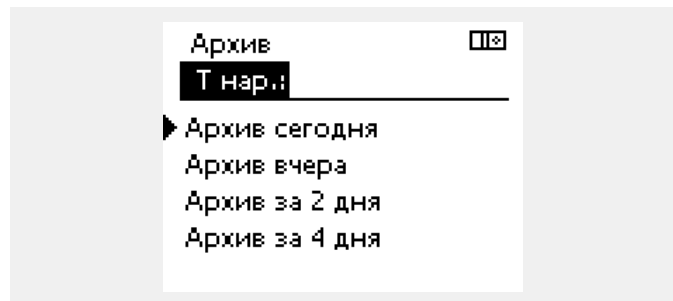 Архив
Т нар.:
Архив сегодня
Архив вчера
Архив за 2 дня
Архив за 4 дня